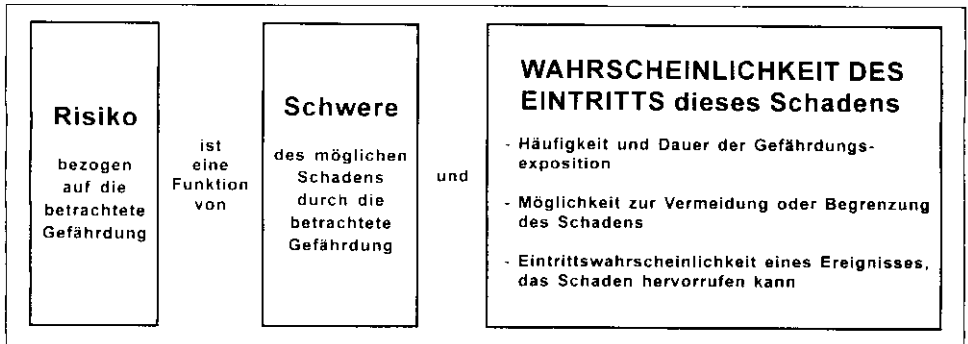 Risiko
bezogen
auf die
betrachtete
Gefährdung
ist
eine
Funktion
von
Schwere
des möglichen
Schadens
durch die
betrachtete
Gefährdung
und
WAHRSCHEINLICHKEIT DES
EINTRITTS dieses Schadens
- Häufigkeit und Dauer der Gefährdungs-
exposition
- Möglichkeit zur Vermeidung oder Begrenzung
des Schadens
- Eintrittswahrscheinlichkeit eines Ereignisses,
das Schaden hervorrufen kann